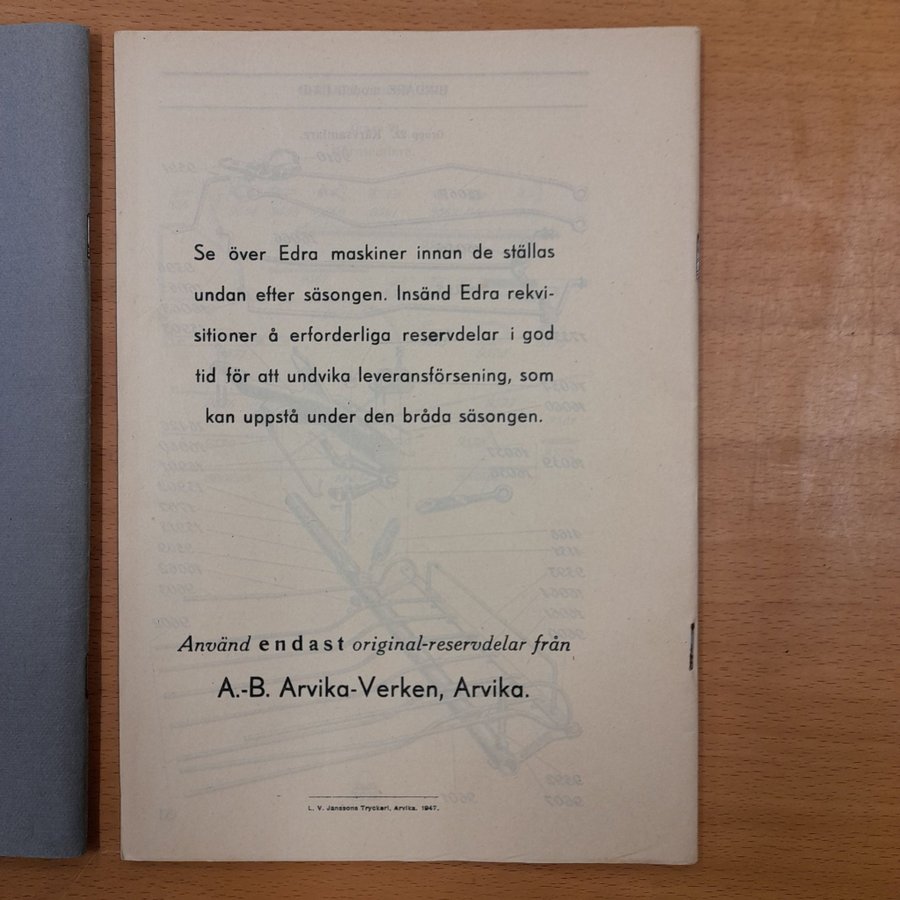 Se över Edra maskiner innan de ställas
undan efter säsongen. Insänd Edra rekvi-
sitioner å erforderliga reservdelar i god
tid för att undvika leveransförsening, som
kan uppstå under den bråda säsongen.
Använd endast original-reservdelar från
A.-B. Arvika-Verken, Arvika.
L. V. Janssons Tryckeri, Arvika. 1947.